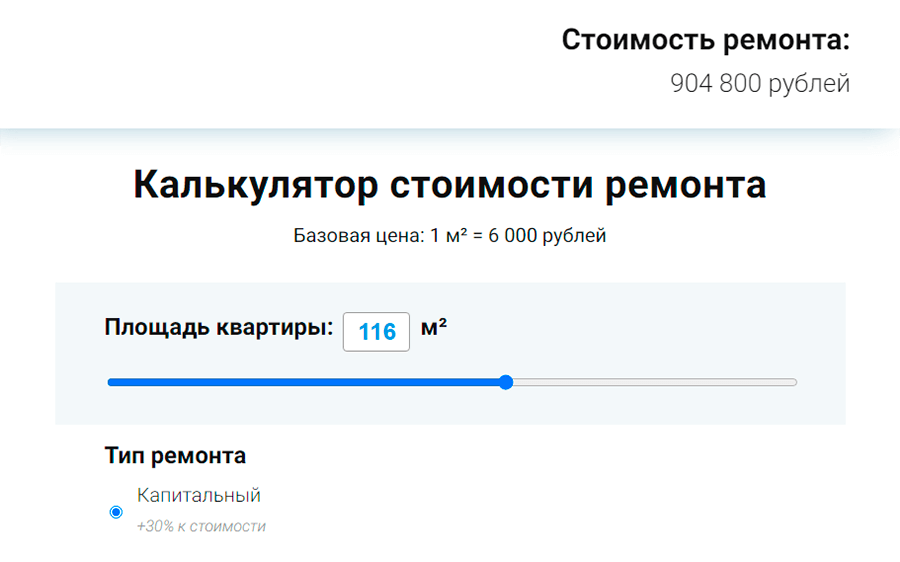 Стоимость ремонта:
904 800 рублей
Калькулятор стоимости ремонта
Базовая цена: 1 м² = 6 000 рублей
Площадь квартиры: 116 м²
Тип ремонта
Капитальный
+30% к стоимости